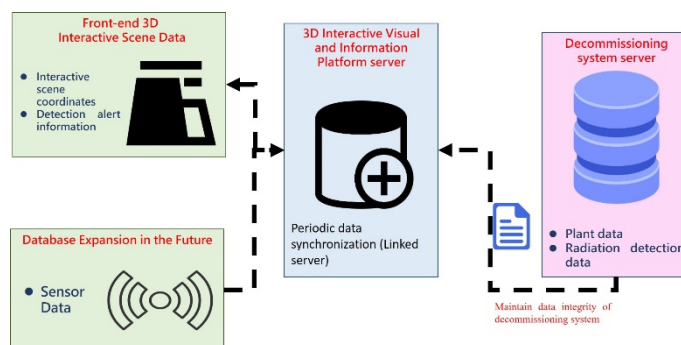 Front-end 3D
Interactive Scene Data
Interactive
scene
coordinates
Detection alert
information
Database Expansion in the Future
Sensor
Data
3D Interactive Visual
and Information
Platform server
Periodic data
synchronization (Linked
server)
Decommissioning
system server
Plant data
Radiation detection
data
Maintain data integrity of
decommissioning system